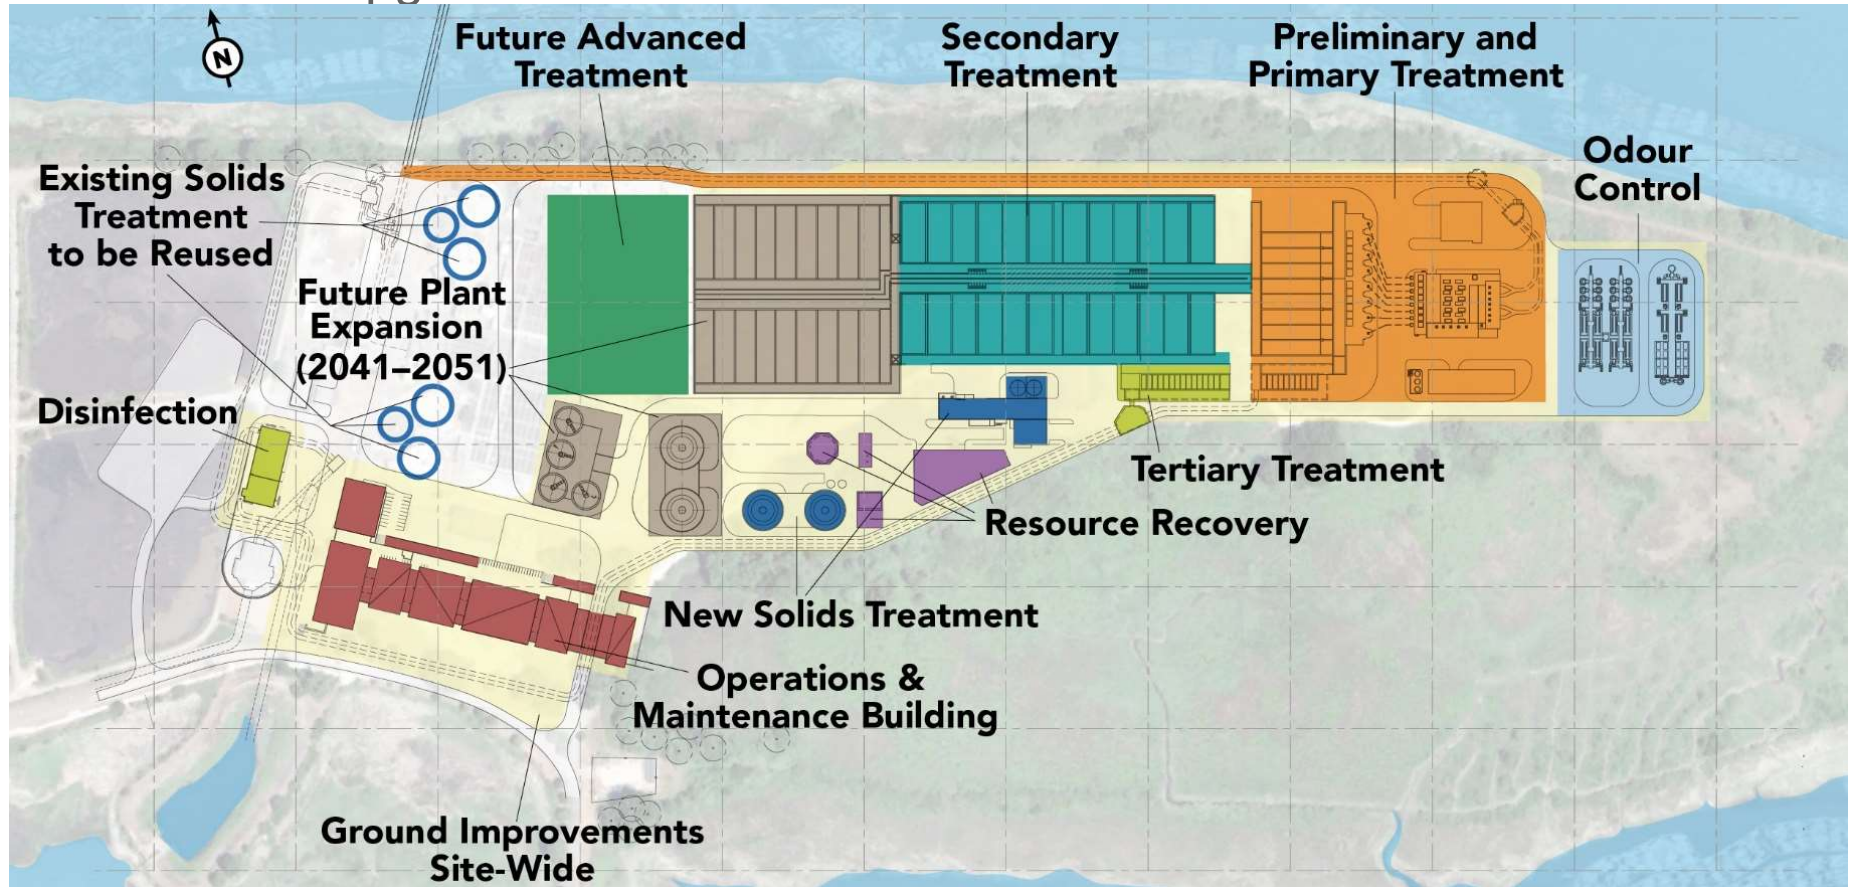 N
Future Advanced
Treatment
Secondary
Treatment
Preliminary and
Primary Treatment
Odour
Control
Existing Solids
Treatment
to be Reused
Future Plant
Expansion
(2041–2051)
Disinfection
Tertiary Treatment
Resource Recovery
New Solids Treatment
Operations &
Maintenance Building
Ground Improvements
Site-Wide